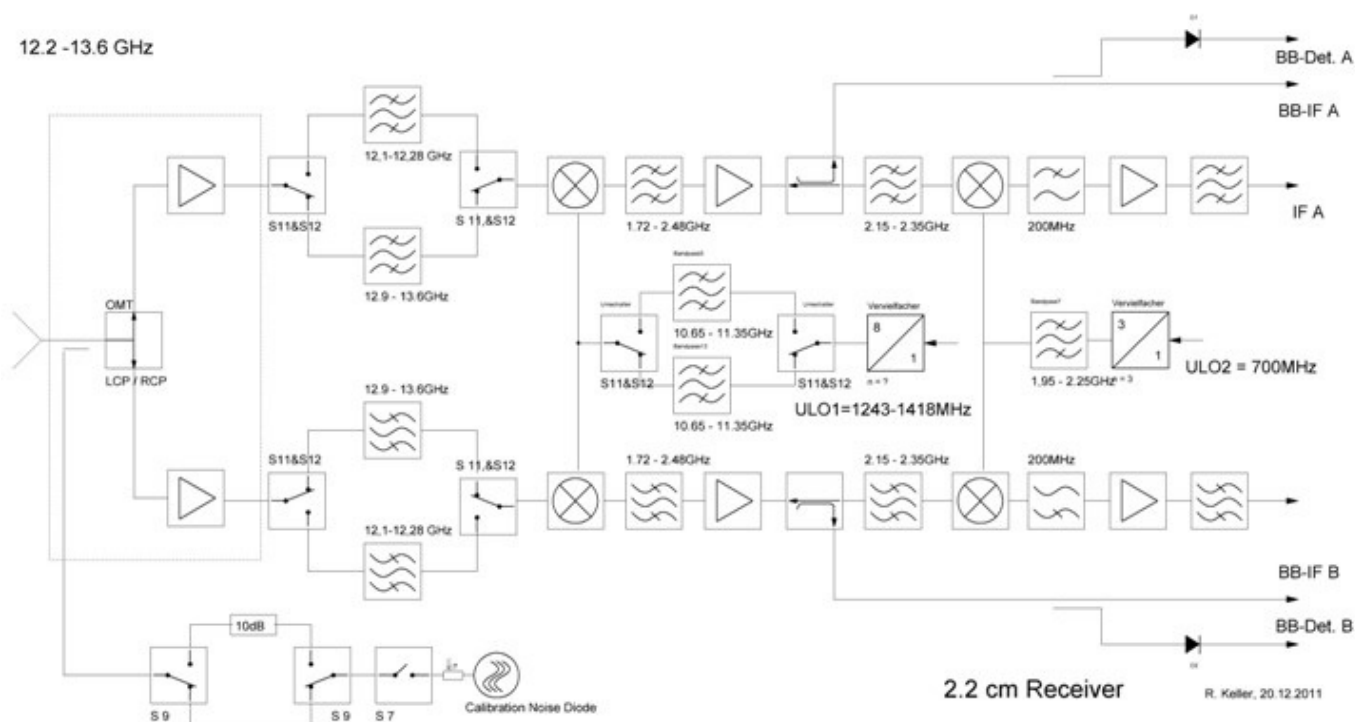 12.2 -13.6 GHz
D1
BB-Det. A
BB-IF A
12,1-12,28 GHz
S11&S12
S 11,&S12
1.72 - 2.48GHz
2.15 - 2.35GHz
200MHz
IF A
12.9 - 13.6GHz
OMT
LCP / RCP
Umschalter
Umschalter
Vervielfacher
Bandpass7
Vervielfacher
10.65 - 11.35GHz
8
1
3
1
S11&S12
S11&S12
n = ?
1.95 - 2.25GHz
n = 3
ULO2 = 700MHz
ULO1=1243-1418MHz
10.65 - 11.35GHz
12.9 - 13.6GHz
S11&S12
S 11,&S12
1.72 - 2.48GHz
2.15 - 2.35GHz
200MHz
12,1-12,28 GHz
BB-IF B
BB-Det. B
10dB
S 9
S 9
S 7
Calibration Noise Diode
2.2 cm Receiver
R. Keller, 20.12.2011